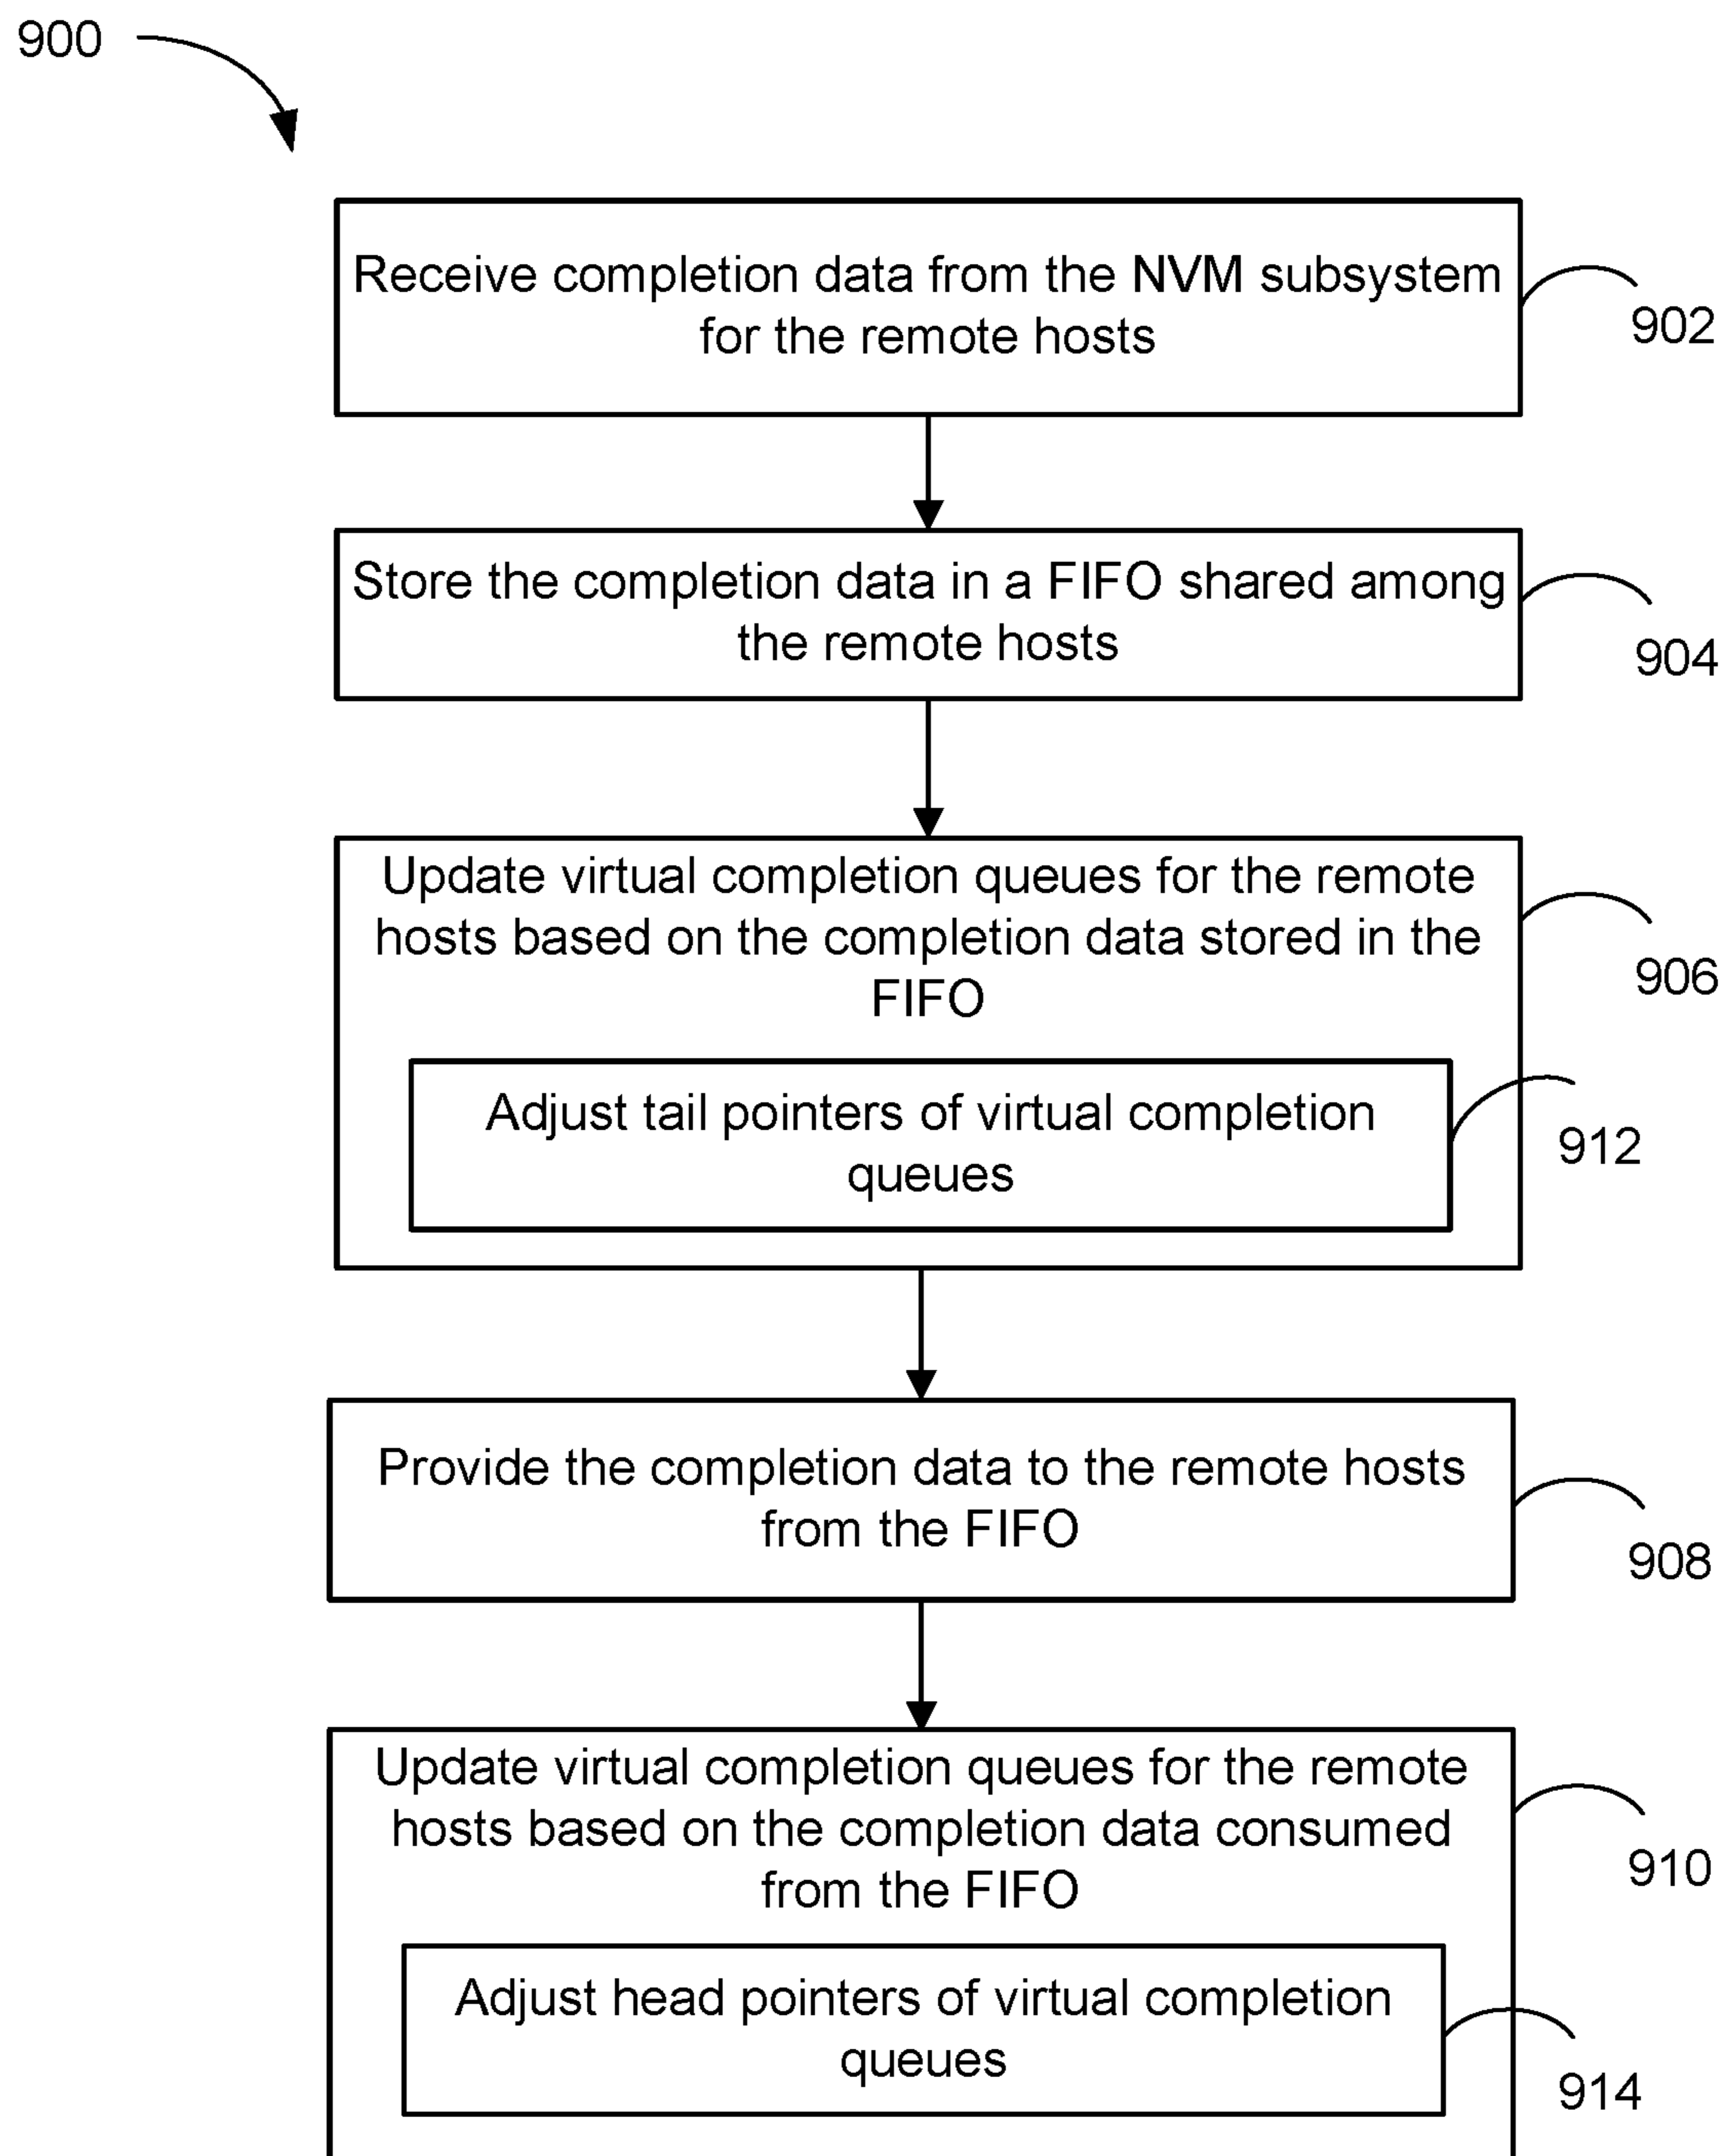 900
Receive completion data from the NVM subsystem
for the remote hosts
902
Store the completion data in a FIFO shared among
the remote hosts
904
Update virtual completion queues for the remote
hosts based on the completion data stored in the
FIFO
906
Adjust tail pointers of virtual completion
queues
912
Provide the completion data to the remote hosts
from the FIFO
908
Update virtual completion queues for the remote
hosts based on the completion data consumed
from the FIFO
910
Adjust head pointers of virtual completion
queues
914